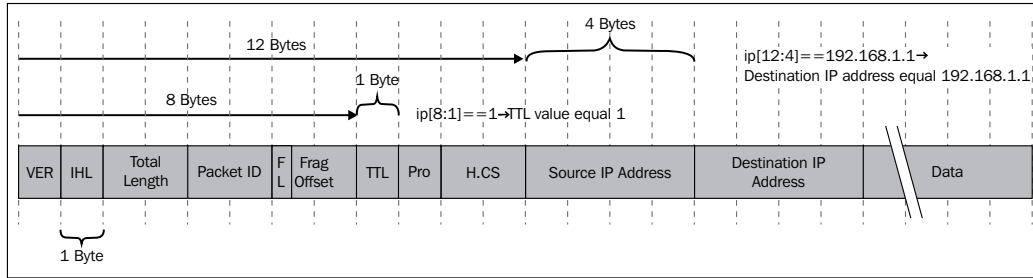 4 Bytes
12 Bytes
ip[12:4]==192.168.1.1→
Destination IP address equal 192.168.1.1
1 Byte
8 Bytes
ip[8:1]==1→TTL value equal 1
VER
IHL
Total
Length
Packet ID
F
L
Frag
Offset
TTL
Pro
H.CS
Source IP Address
Destination IP
Address
Data
1 Byte